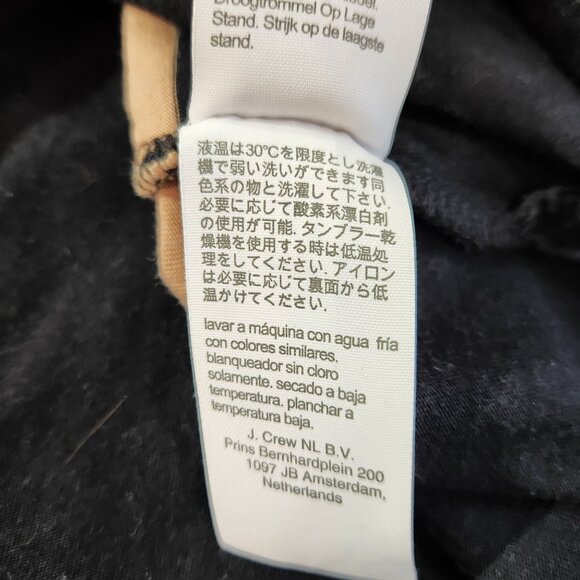 Droogtrommel Op Lage
Stand. Strijk op de laagste
stand.
液温は30℃を限度とし洗濯
機で弱い洗いができます同
色系の物と洗濯して下さい.
必要に応じて酸素系漂白剤
の使用が可能. タンブラー乾
燥機を使用する時は低温処
理をしてください. アイロン
は必要に応じて裏面から低
温かけてください.
lavar a máquina con agua fría
con colores similares.
blanqueador sin cloro
solamente. secado a baja
temperatura. planchar a
temperatura baja.
J. Crew NL B.V.
Prins Bernhardplein 200
1097 JB Amsterdam,
Netherlands